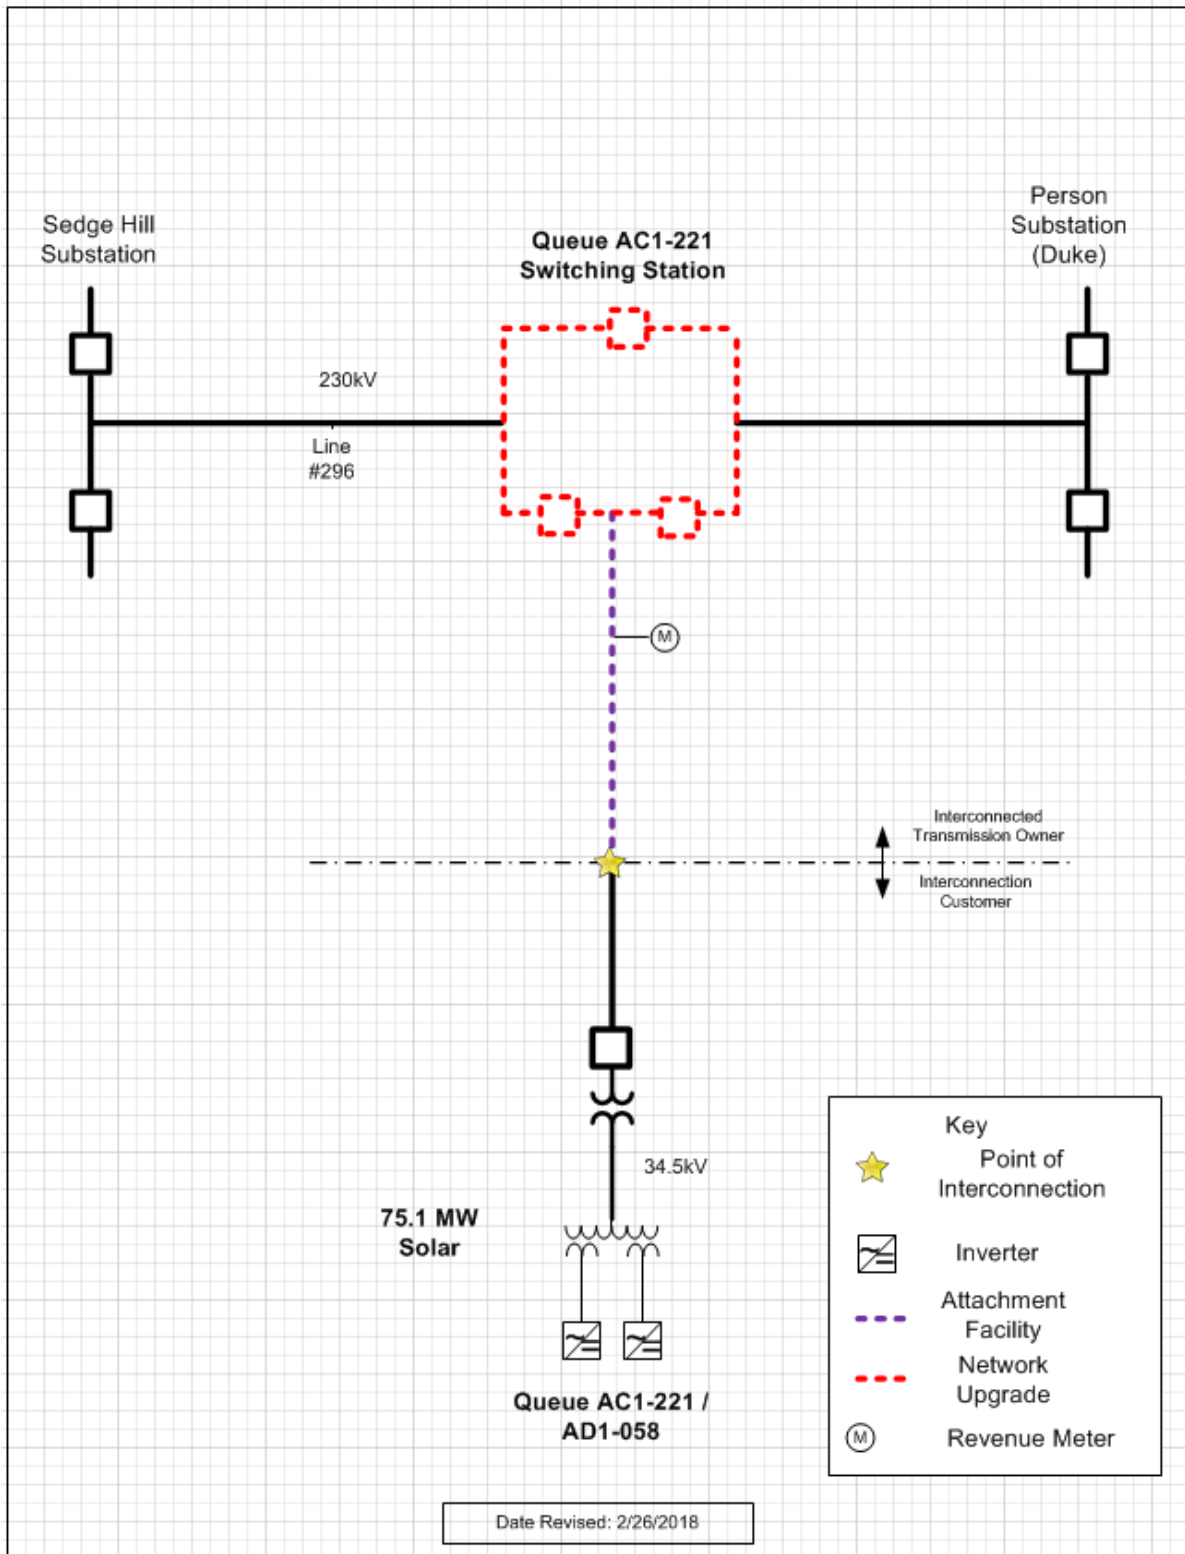 Sedge Hill
Substation
Queue AC1-221
Switching Station
Person
Substation
(Duke)
230kV
Line
#296
M
Interconnected
Transmission Owner
Interconnection
Customer
34.5kV
75.1 MW
Solar
Queue AC1-221 /
AD1-058
Key
Point of
Interconnection
Inverter
Attachment
Facility
Network
Upgrade
M
Revenue Meter
Date Revised: 2/26/2018